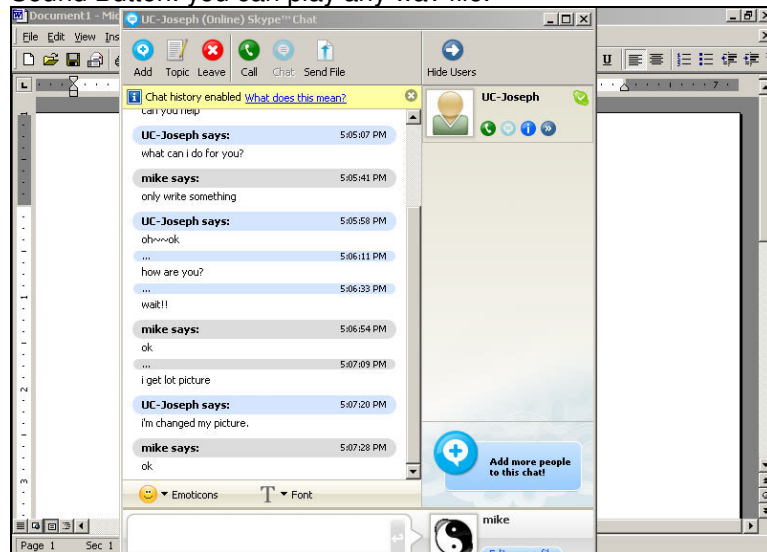 Sound Button: you can play any wav file.
Document1 - Mic
UC-Joseph (Online) Skype™ Chat
File Edit View Ins
Add Topic Leave Call Chat Send File Hide Users
Chat history enabled What does this mean?
UC-Joseph
can you help
UC-Joseph says: 5:05:07 PM
what can i do for you?
mike says: 5:05:41 PM
only write something
UC-Joseph says: 5:05:58 PM
oh~~ok
... 5:06:11 PM
how are you?
... 5:06:33 PM
wait!!
mike says: 5:06:54 PM
ok
... 5:07:09 PM
i get lot picture
UC-Joseph says: 5:07:20 PM
i'm changed my picture.
mike says: 5:07:28 PM
ok
Add more people
to this chat!
Emoticons T Font
mike
Page 1 Sec 1